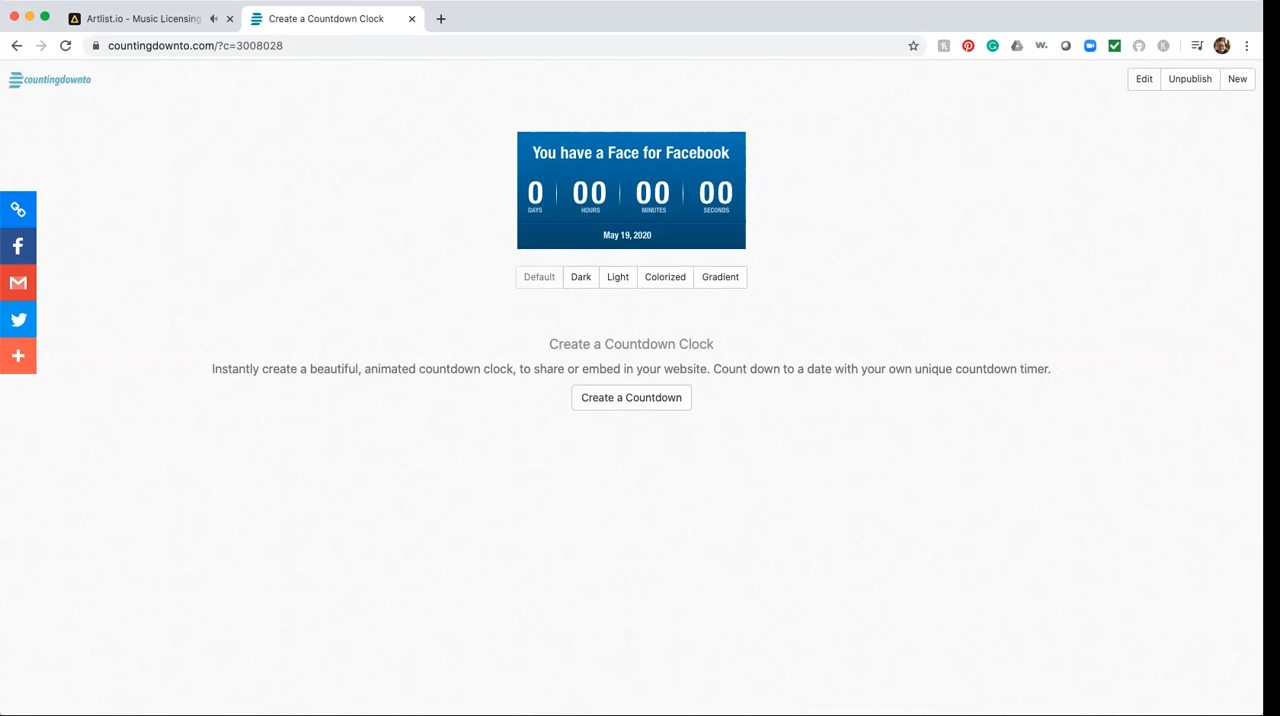 Artlist.io - Music Licensing
Create a Countdown Clock
countingdownto.com/?c=3008028
countingdownto
Edit
Unpublish
New
You have a Face for Facebook
0 00 00 00
DAYS HOURS MINUTES SECONDS
May 19, 2020
Default
Dark
Light
Colorized
Gradient
Create a Countdown Clock
Instantly create a beautiful, animated countdown clock, to share or embed in your website. Count down to a date with your own unique countdown timer.
Create a Countdown